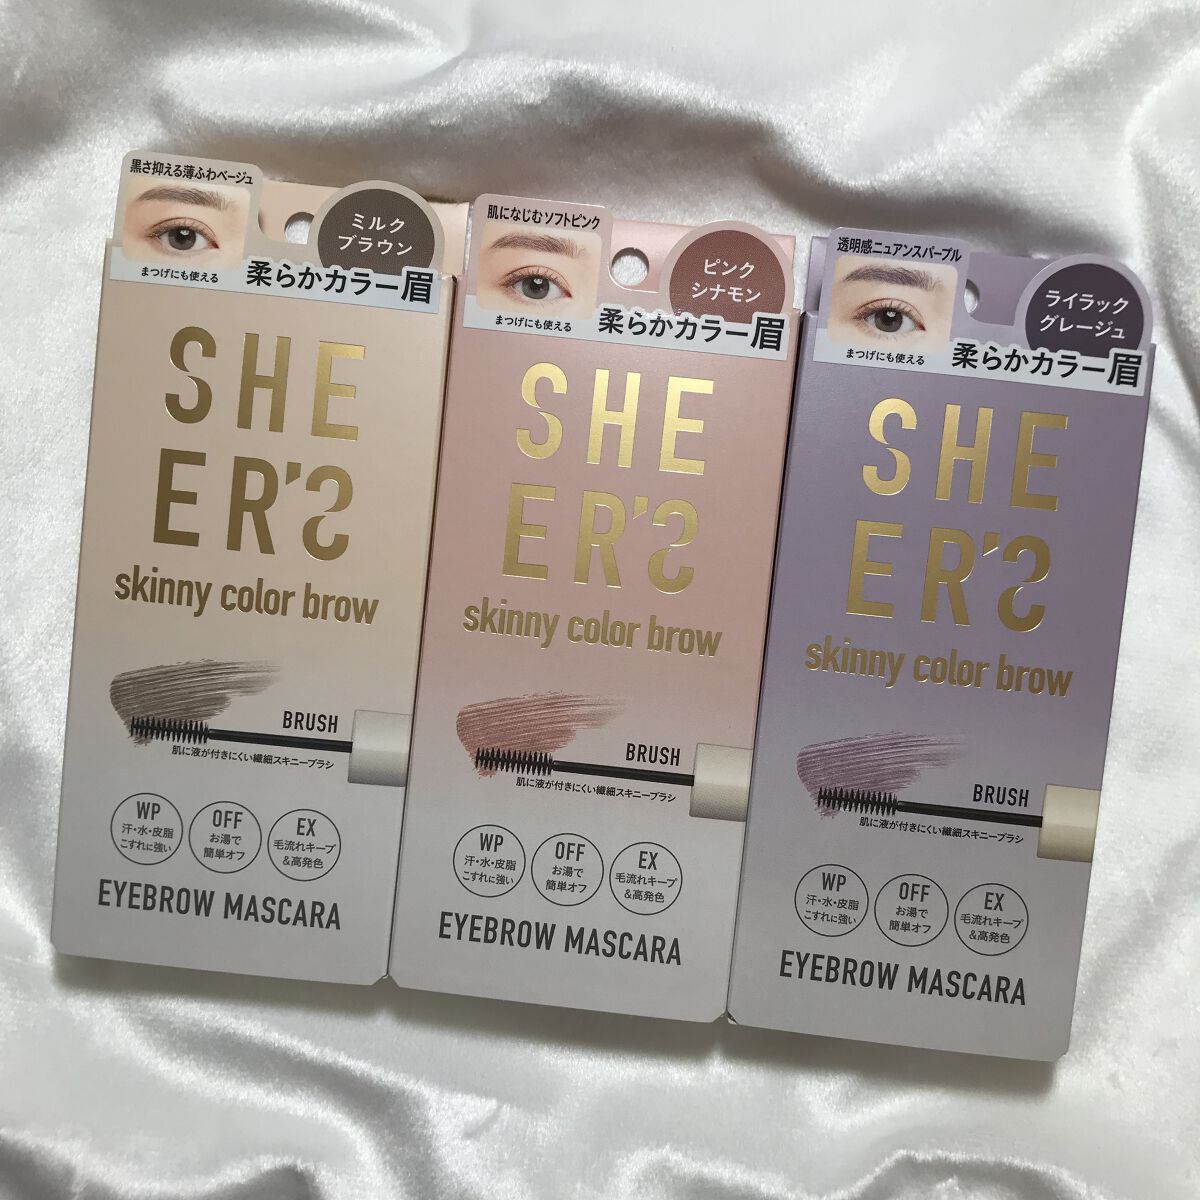 黒さ抑える薄ふわベージュ
ミルク
ブラウン
まつげにも使える
柔らかカラー眉
SHE
ER'S
skinny color brow
BRUSH
肌に液が付きにくい繊細スキニーブラシ
WP
汗・水・皮脂
こすれに強い
OFF
お湯で
簡単オフ
EX
毛流れキープ
&高発色
EYEBROW MASCARA
肌になじむソフトピンク
ピンク
シナモン
まつげにも使える
柔らかカラー眉
SHE
ER'S
skinny color brow
BRUSH
肌に液が付きにくい繊細スキニーブラシ
WP
汗・水・皮脂
こすれに強い
OFF
お湯で
簡単オフ
EX
毛流れキープ
&高発色
EYEBROW MASCARA
透明感ニュアンスパープル
ライラック
グレージュ
まつげにも使える
柔らかカラー眉
SHE
ER'S
skinny color brow
BRUSH
肌に液が付きにくい繊細スキニーブラシ
WP
汗・水・皮脂
こすれに強い
OFF
お湯で
簡単オフ
EX
毛流れキープ
&高発色
EYEBROW MASCARA